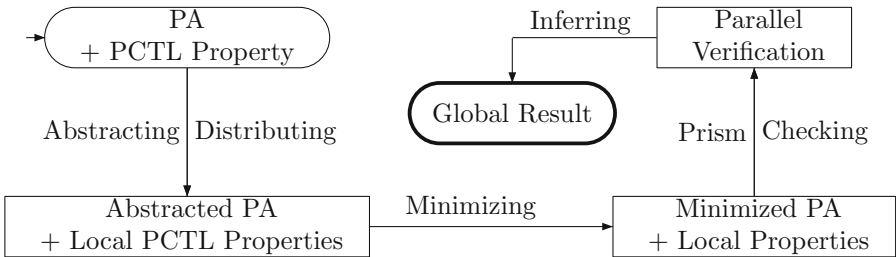 PA
+ PCTL Property
Abstracting Distributing
Abstracted PA
+ Local PCTL Properties
Minimizing
Minimized PA
+ Local Properties
Prism Checking
Parallel
Verification
Inferring
Global Result